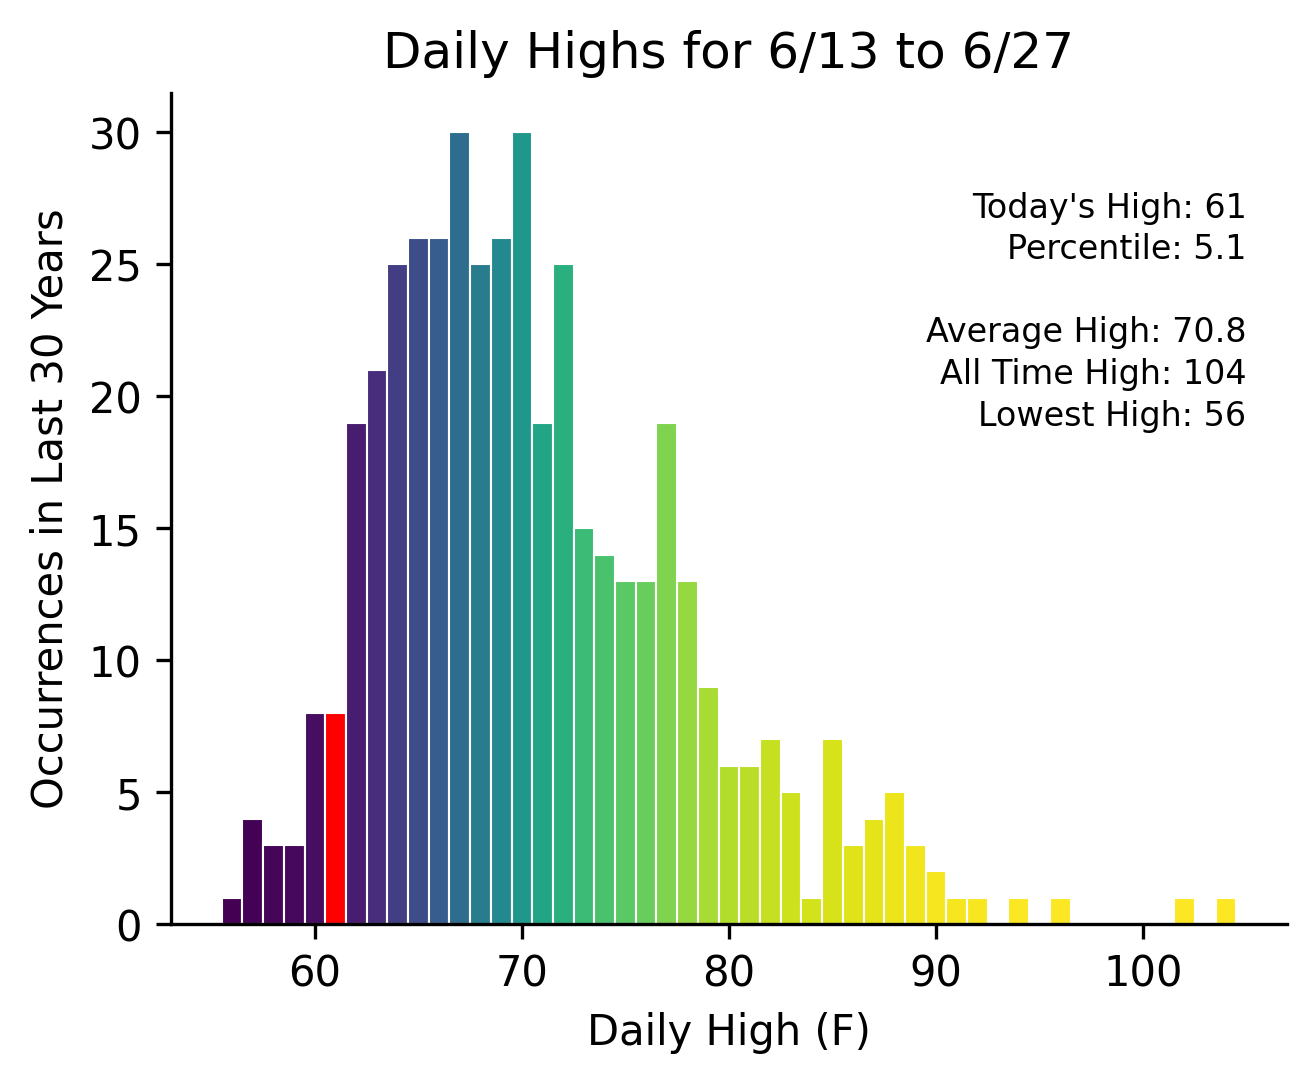 Daily Highs for 6/13 to 6/27
30
25
20
15
10
5
0
Occurrences in Last 30 Years
Today's High: 61
Percentile: 5.1
Average High: 70.8
All Time High: 104
Lowest High: 56
60 70 80 90 100
Daily High (F)